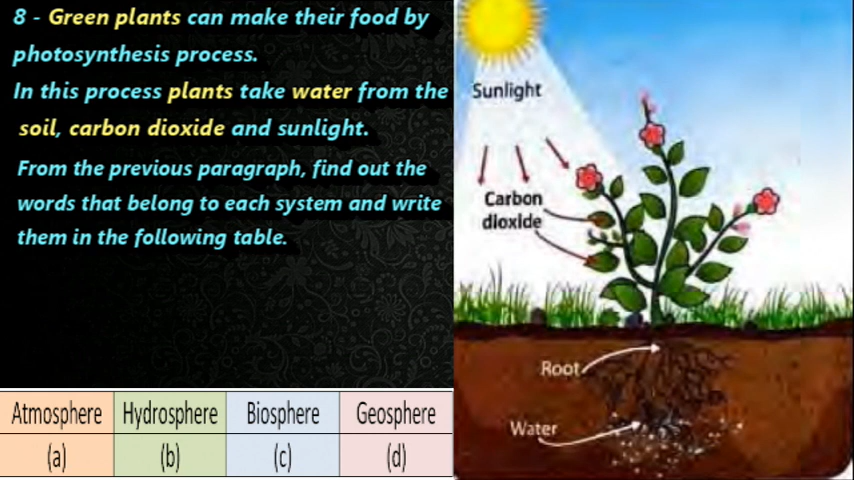 8 - Green plants can make their food by
photosynthesis process.
In this process plants take water from the
soil, carbon dioxide and sunlight.
From the previous paragraph, find out the
words that belong to each system and write
them in the following table.
Atmosphere Hydrosphere Biosphere Geosphere
(a) (b) (c) (d)
Sunlight
Carbon
dioxide
Root
Water